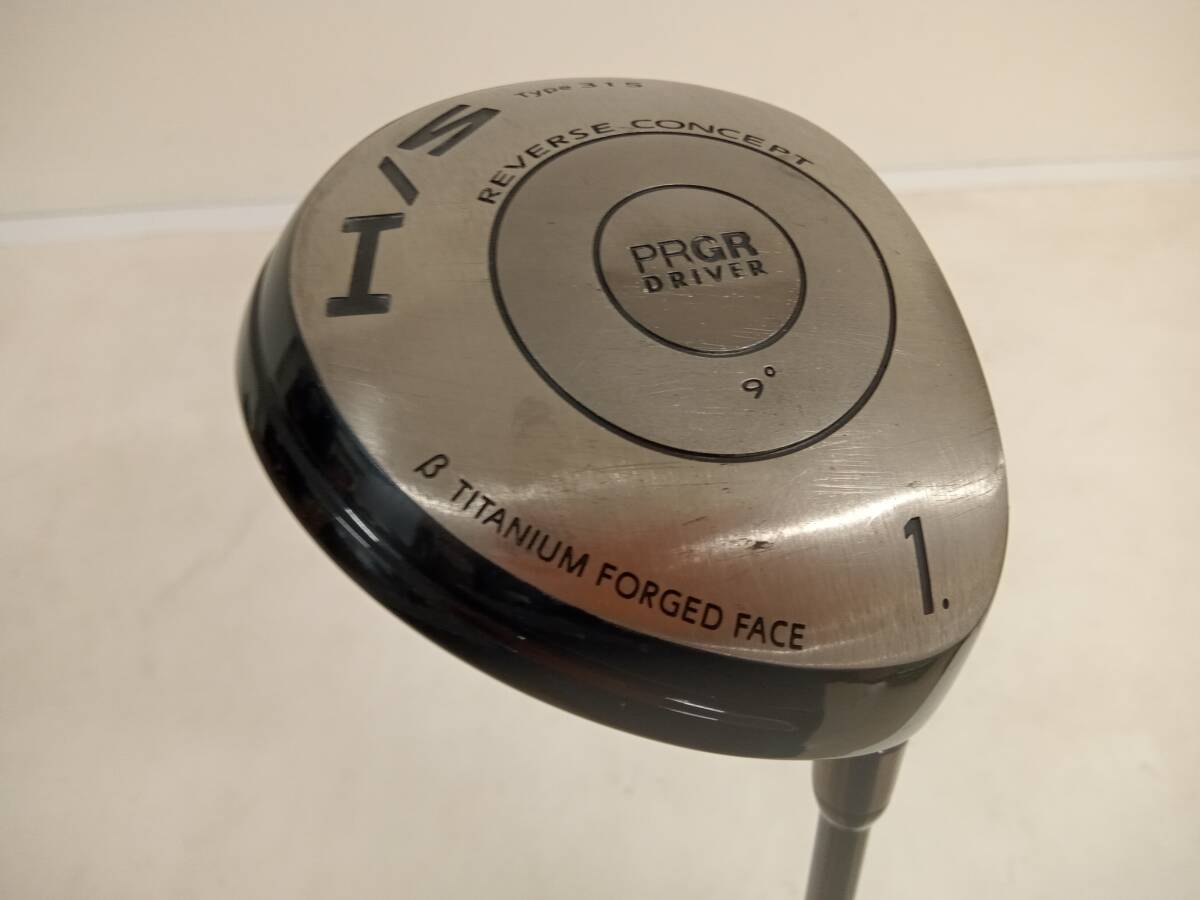 Type 315
I/S
REVERSE CONCEPT
PRGR
DRIVER
9°
β TITANIUM FORGED FACE
1.